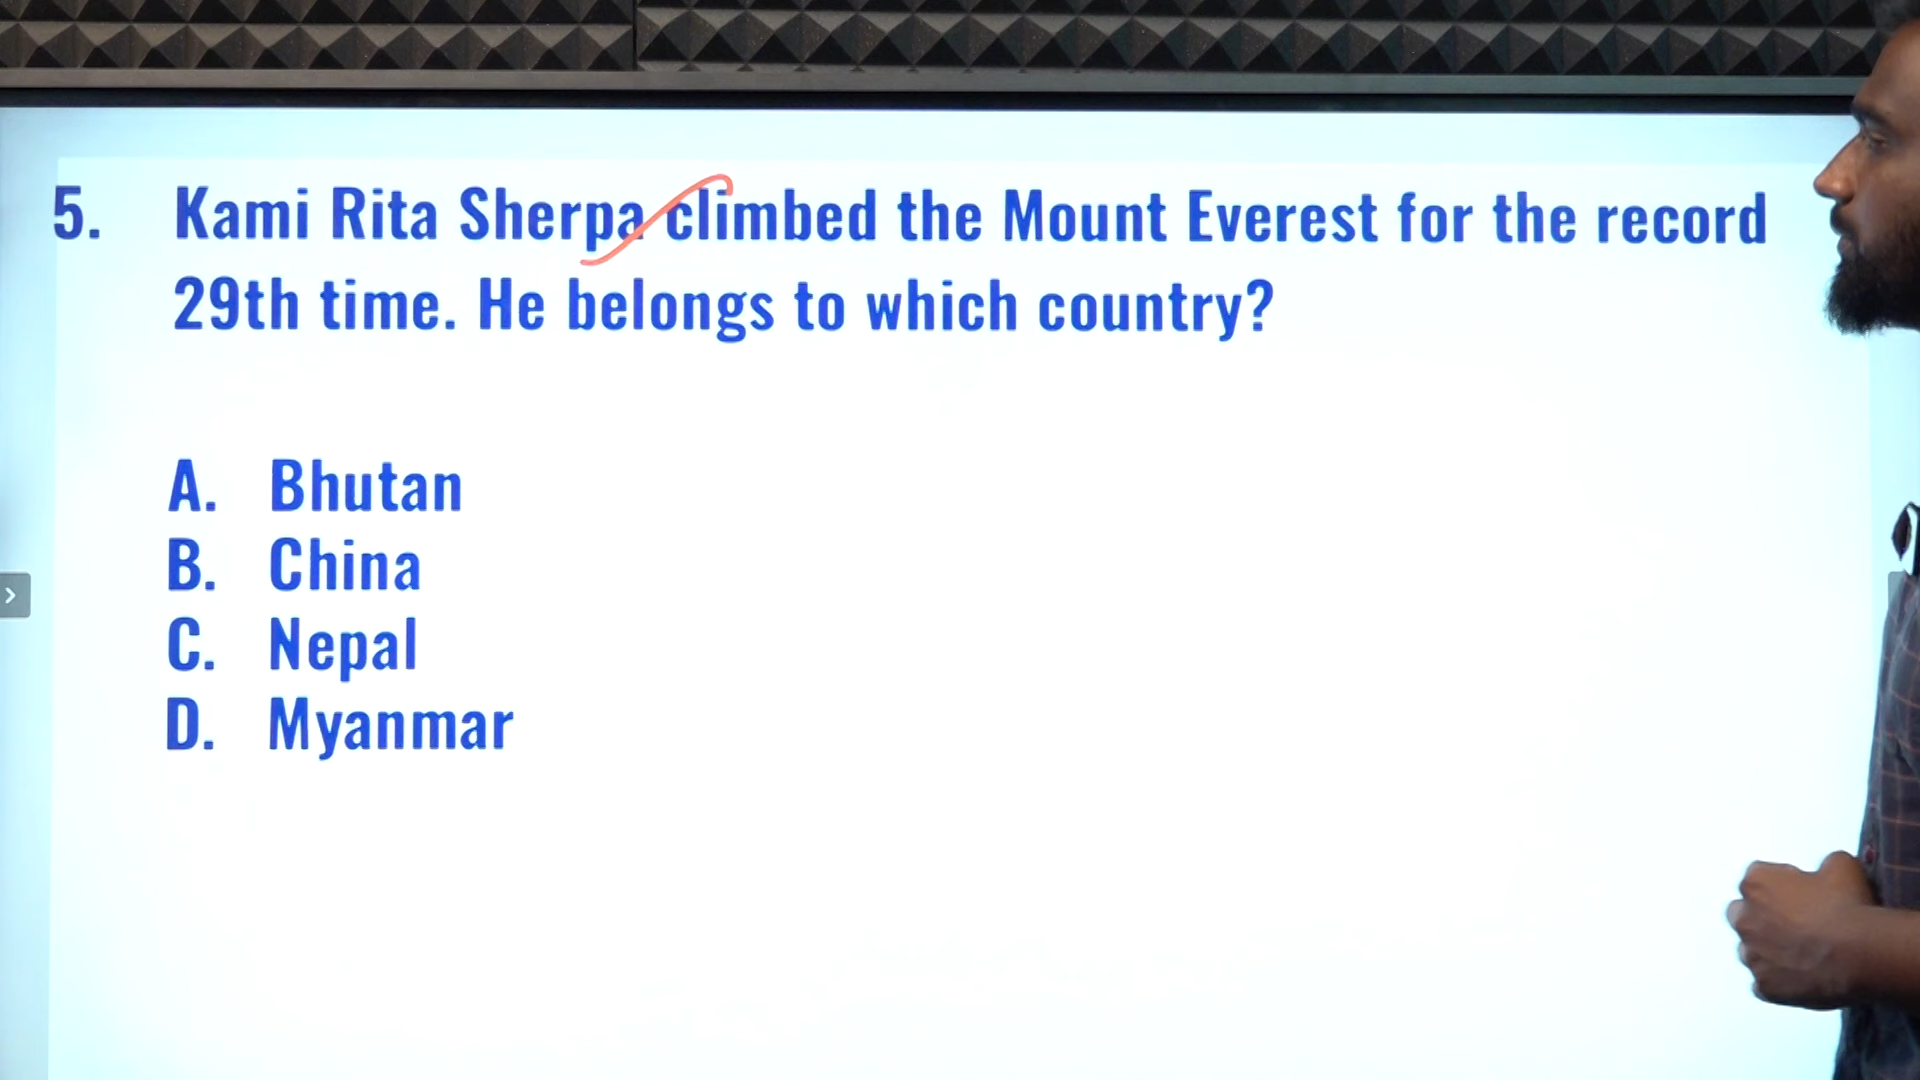 5. Kami Rita Sherpa climbed the Mount Everest for the record
29th time. He belongs to which country?
A. Bhutan
B. China
C. Nepal
D. Myanmar